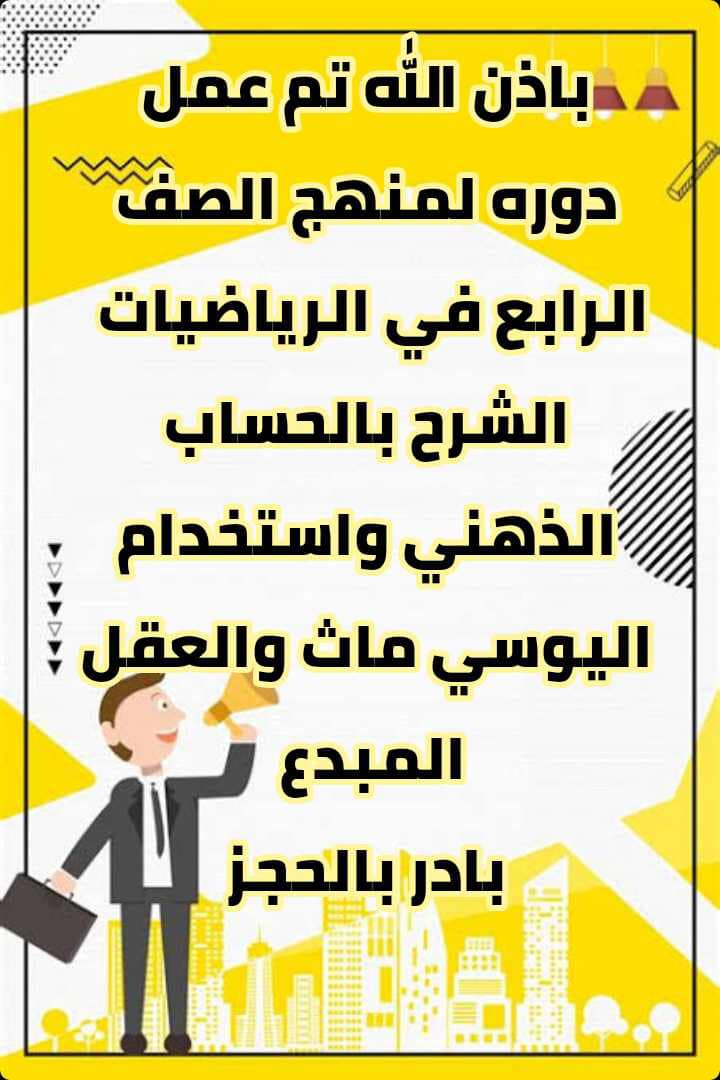 باذن الله تم عمل
دوره لمنهج الصف
الرابع في الرياضيات
الشرح بالحساب
الذهني واستخدام
اليوسي ماث والعقل
المبدع
بادر بالحجز